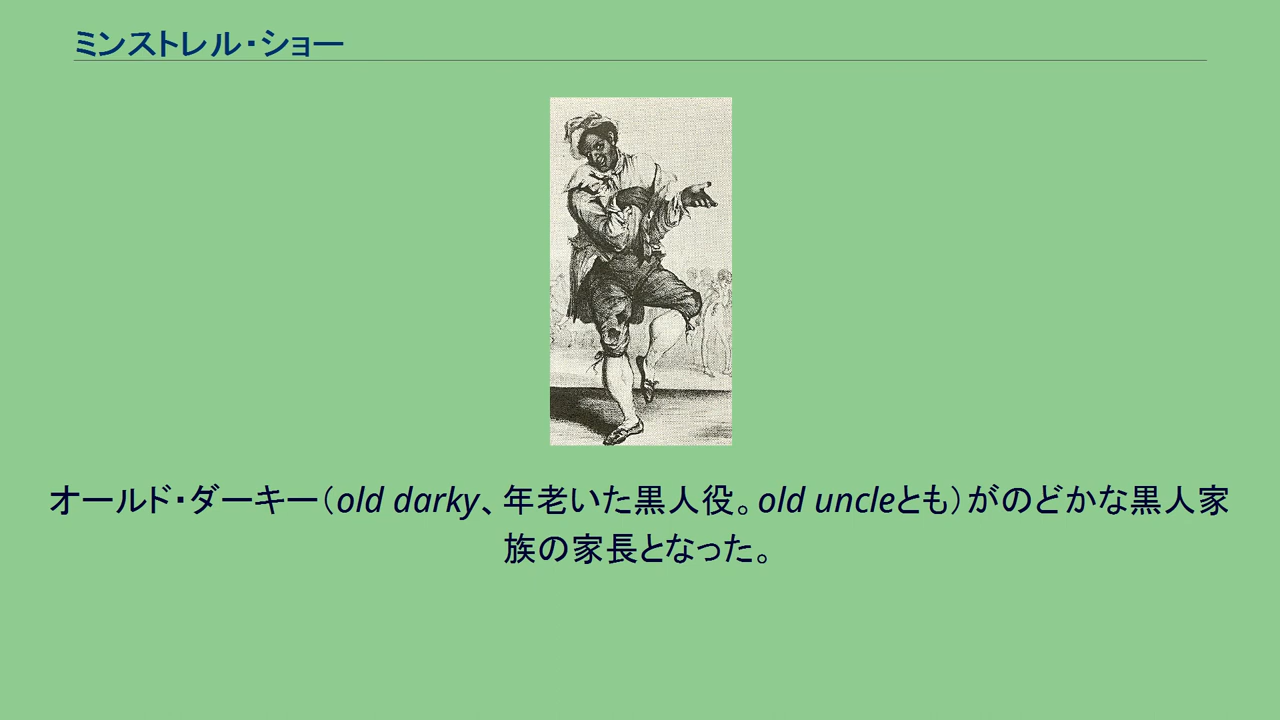 ミンストレル・ショー
オールド・ダーキー（old darky、年老いた黒人役。old uncleとも）がのどかな黒人家
族の家長となった。